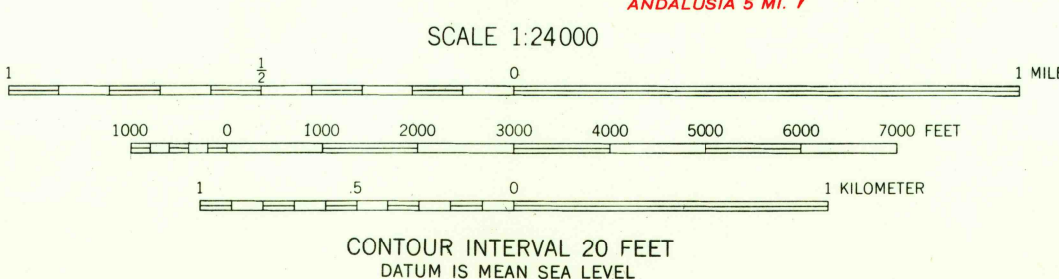 ANDALUSIA 5 MI.
SCALE 1:24000
1 1/2 0 1 MILE
1000 0 1000 2000 3000 4000 5000 6000 7000 FEET
1 .5 0 1 KILOMETER
CONTOUR INTERVAL 20 FEET
DATUM IS MEAN SEA LEVEL